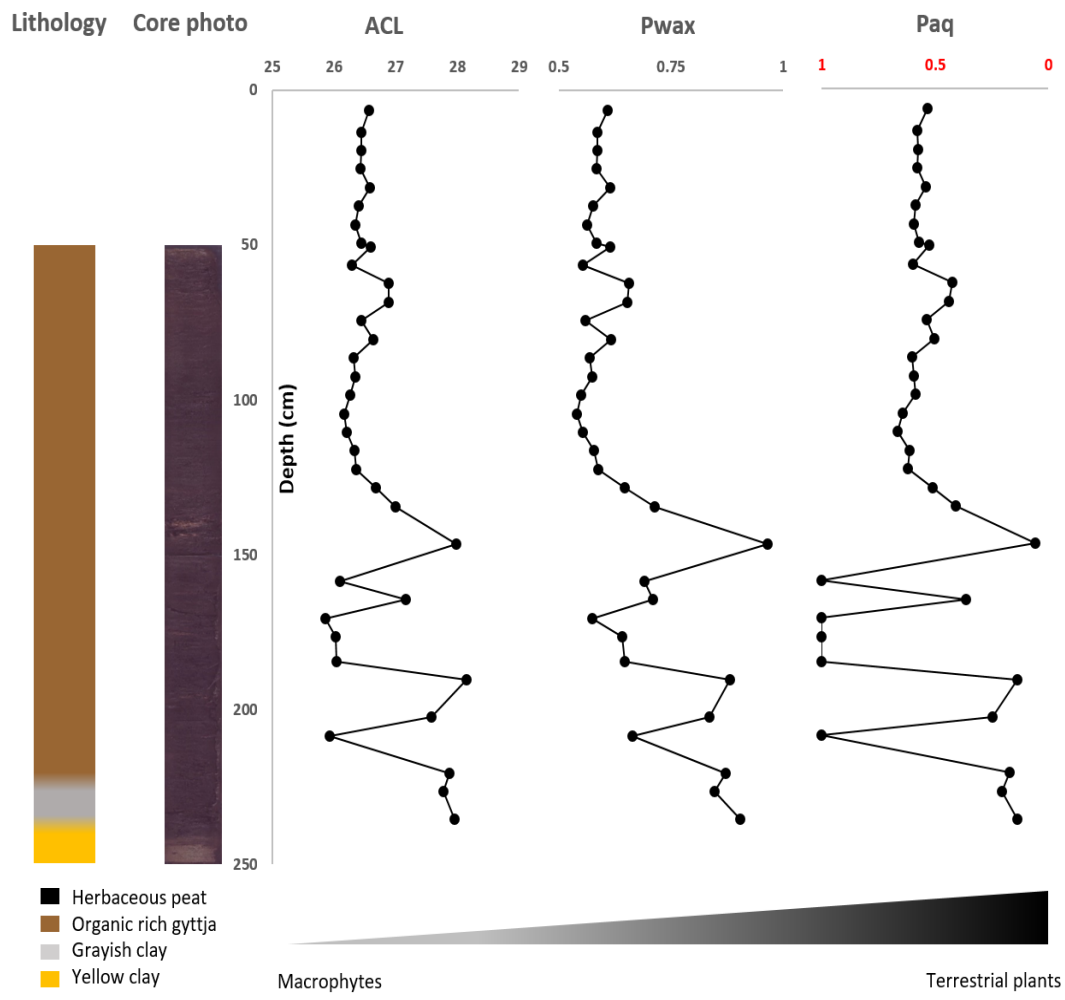 Lithology Core photo ACL Pwax Paq
25 26 27 28 29 0.5 0.75 1 1 0.5 0
0
50
100
150
200
250
Depth (cm)
Herbaceous peat
Organic rich gyttja
Grayish clay
Yellow clay
Macrophytes Terrestrial plants